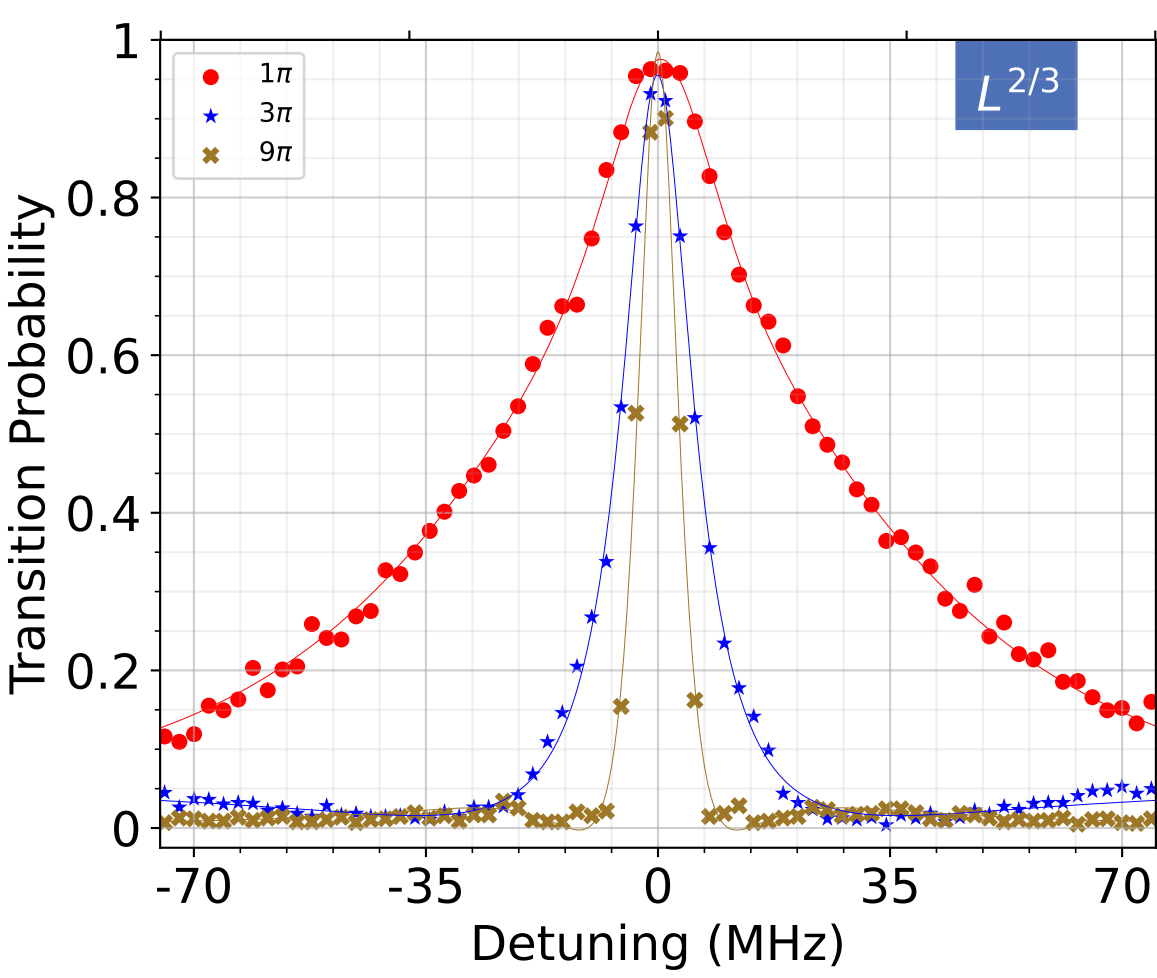 1
0.8
0.6
0.4
0.2
0
Transition Probability
1π
3π
9π
L^{2/3}
-70 -35 0 35 70
Detuning (MHz)